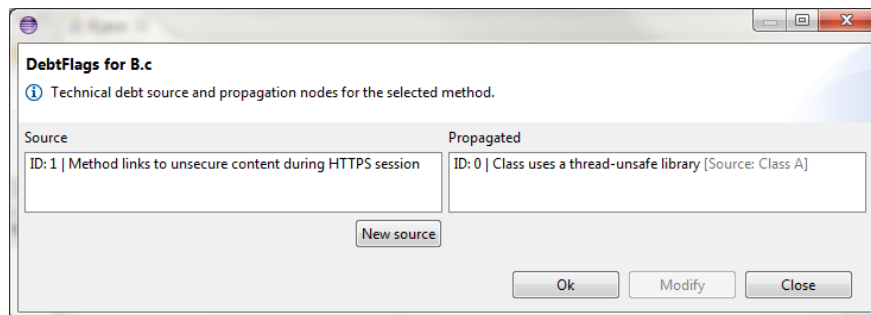 DebtFlags for B.c
Technical debt source and propagation nodes for the selected method.
Source
ID: 1 | Method links to unsecure content during HTTPS session
New source
Propagated
ID: 0 | Class uses a thread-unsafe library [Source: Class A]
Ok
Modify
Close